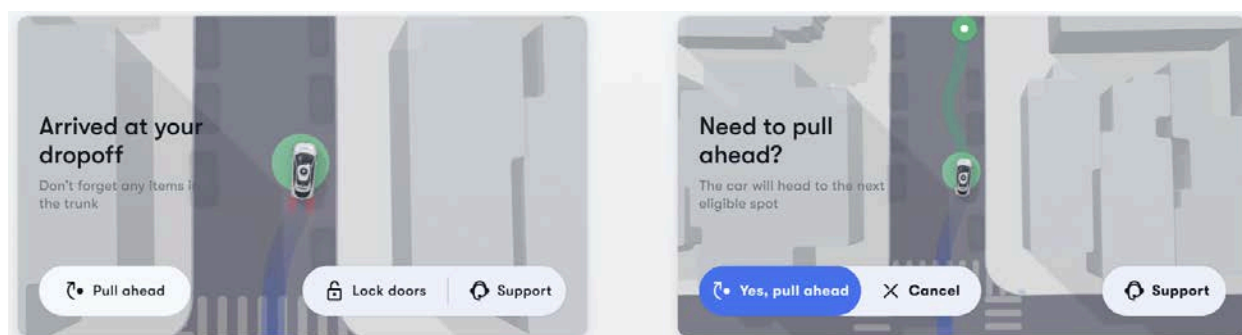 Arrived at your
dropoff
Don't forget any items i
the trunk
Pull ahead
Lock doors
Support
Need to pull
ahead?
The car will head to the next
eligible spot
Yes, pull ahead
Cancel
Support